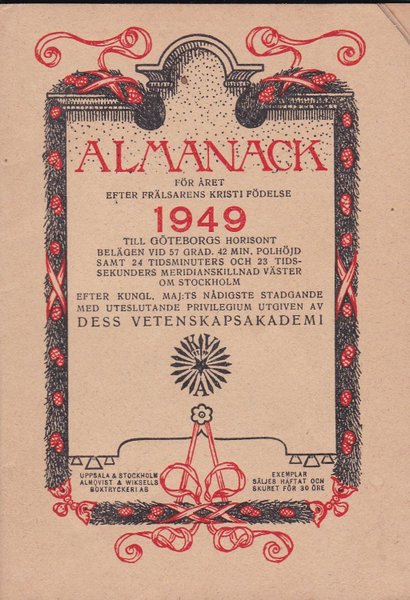 ALMANACK
FÖR ÅRET
EFTER FRÄLSARENS KRISTI FÖDELSE
1949
TILL GÖTEBORGS HORISONT
BELÄGEN VID 57 GRAD. 42 MIN. POLHÖJD
SAMT 24 TIDSMINUTERS OCH 23 TIDS-
SEKUNDERS MERIDIANSKILLNAD VÄSTER
OM STOCKHOLM
EFTER KUNGL. MAJ:TS NÅDIGSTE STADGANDE
MED UTESLUTANDE PRIVILEGIUM UTGIVEN AV
DESS VETENSKAPSAKADEMI
UPPSALA & STOCKHOLM
ALMQVIST & WIKSELLS
BOKTRYCKERI AB
EXEMPLAR
SÄLJES HÄFTAT OCH
SKURET FÖR 30 ÖRE